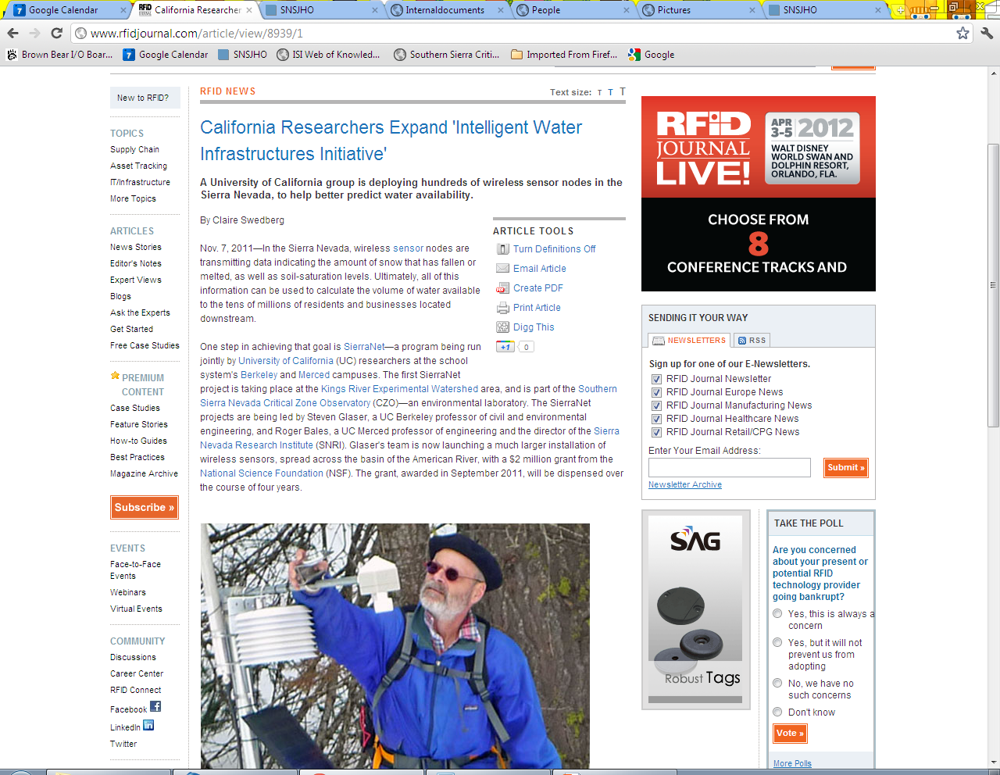 Google Calendar
California Researcher
SNSJHO
Internaldocuments
People
Pictures
SNSJHO
www.rfidjournal.com/article/view/8939/1
Brown Bear I/O Boar...
Google Calendar
SNSJHO
ISI Web of Knowled...
Southern Sierra Criti...
Imported From Firef...
Google
New to RFID?
TOPICS
Supply Chain
Asset Tracking
IT/Infrastructure
More Topics
ARTICLES
News Stories
Editor's Notes
Expert Views
Blogs
Ask the Experts
Get Started
Free Case Studies
PREMIUM
CONTENT
Case Studies
Feature Stories
How-to Guides
Best Practices
Magazine Archive
Subscribe »
EVENTS
Face-to-Face
Events
Webinars
Virtual Events
COMMUNITY
Discussions
Career Center
RFID Connect
Facebook
LinkedIn
Twitter
RFID NEWS
Text size: T T T
California Researchers Expand 'Intelligent Water
Infrastructures Initiative'
A University of California group is deploying hundreds of wireless sensor nodes in the
Sierra Nevada, to help better predict water availability.
By Claire Swedberg
Nov. 7, 2011—In the Sierra Nevada, wireless sensor nodes are
transmitting data indicating the amount of snow that has fallen or
melted, as well as soil-saturation levels. Ultimately, all of this
information can be used to calculate the volume of water available
to the tens of millions of residents and businesses located
downstream.
One step in achieving that goal is SierraNet—a program being run
jointly by University of California (UC) researchers at the school
system's Berkeley and Merced campuses. The first SierraNet
project is taking place at the Kings River Experimental Watershed area, and is part of the Southern
Sierra Nevada Critical Zone Observatory (CZO)—an environmental laboratory. The SierraNet
projects are being led by Steven Glaser, a UC Berkeley professor of civil and environmental
engineering, and Roger Bales, a UC Merced professor of engineering and the director of the Sierra
Nevada Research Institute (SNRI). Glaser's team is now launching a much larger installation of
wireless sensors, spread across the basin of the American River, with a $2 million grant from the
National Science Foundation (NSF). The grant, awarded in September 2011, will be dispensed over
the course of four years.
ARTICLE TOOLS
Turn Definitions Off
Email Article
Create PDF
Print Article
Digg This
+1 0
RFID
JOURNAL
LIVE!
APR
3-5 2012
WALT DISNEY
WORLD SWAN AND
DOLPHIN RESORT,
ORLANDO, FLA.
CHOOSE FROM
8
CONFERENCE TRACKS AND
SENDING IT YOUR WAY
NEWSLETTERS
RSS
Sign up for one of our E-Newsletters.
RFID Journal Newsletter
RFID Journal Europe News
RFID Journal Manufacturing News
RFID Journal Healthcare News
RFID Journal Retail/CPG News
Enter Your Email Address:
Submit »
Newsletter Archive
SAG
Robust Tags
TAKE THE POLL
Are you concerned
about your present or
potential RFID
technology provider
going bankrupt?
Yes, this is always a
concern
Yes, but it will not
prevent us from
adopting
No, we have no
such concerns
Don't know
Vote »
More Polls